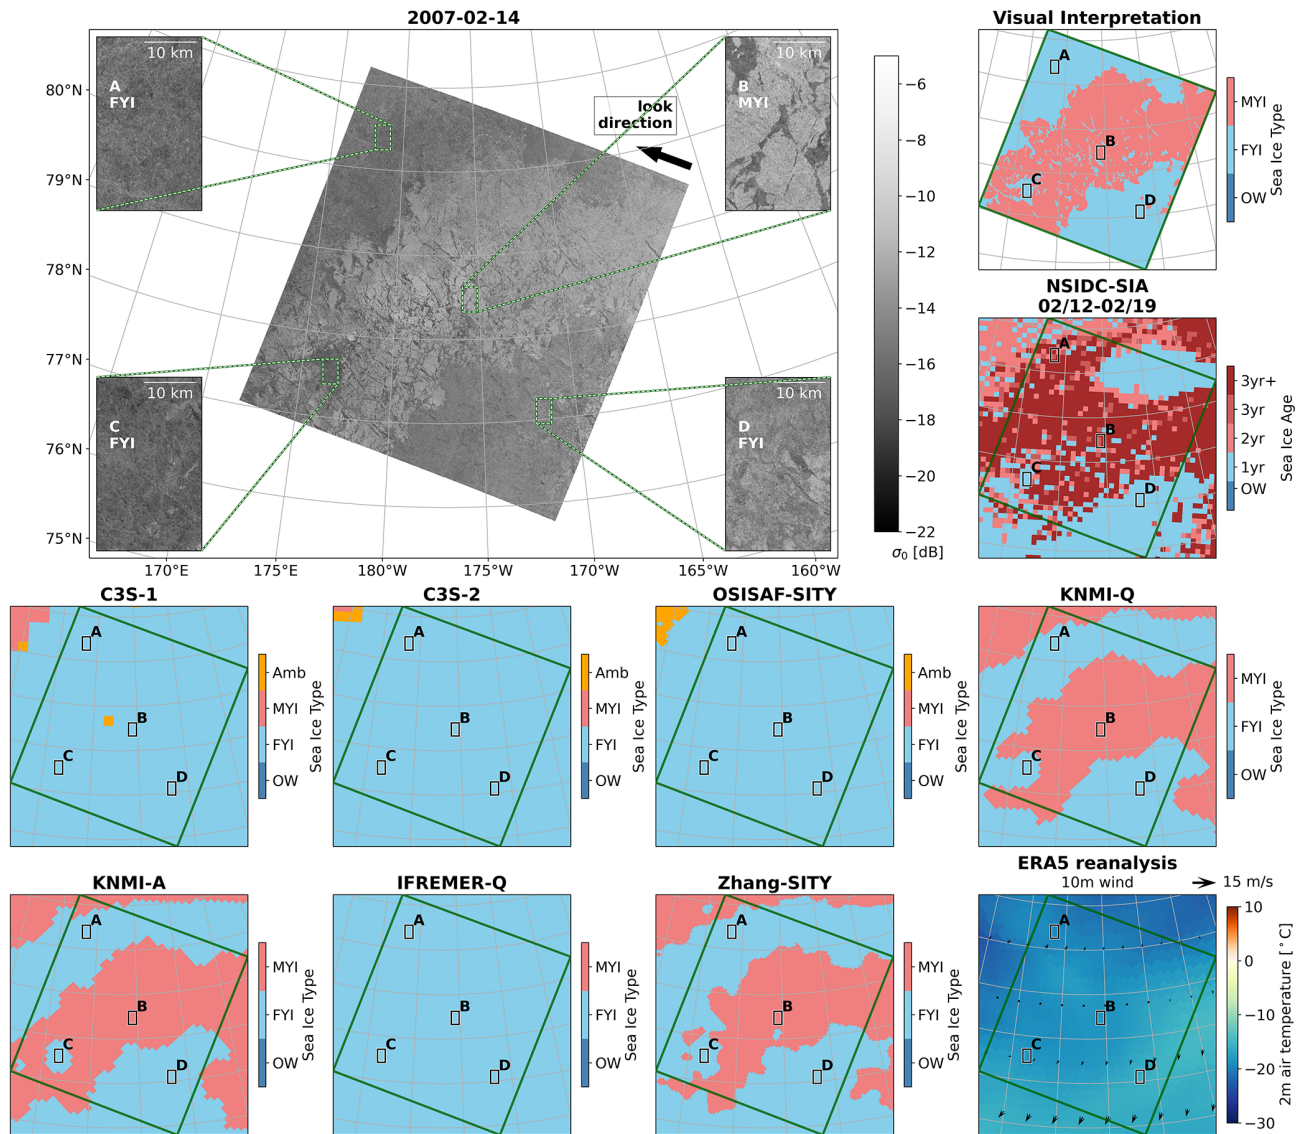 2007-02-14
80°N
79°N
78°N
77°N
76°N
75°N
170°E
175°E
180°W
175°W
170°W
165°W
160°W
10 km
A
FYI
10 km
B
MYI
look
direction
10 km
C
FYI
10 km
D
FYI
−6
−8
−10
−12
−14
−16
−18
−20
−22
σ0 [dB]
Visual Interpretation
A
B
C
D
MYI
FYI
OW
Sea Ice Type
NSIDC-SIA
02/12-02/19
A
B
C
D
3yr+
3yr
2yr
1yr
OW
Sea Ice Age
C3S-1
A
B
C
D
Amb
MYI
FYI
OW
Sea Ice Type
C3S-2
A
B
C
D
Amb
MYI
FYI
OW
Sea Ice Type
OSISAF-SITY
A
B
C
D
Amb
MYI
FYI
OW
Sea Ice Type
KNMI-Q
A
B
C
D
MYI
FYI
OW
Sea Ice Type
KNMI-A
A
B
C
D
MYI
FYI
OW
Sea Ice Type
IFREMER-Q
A
B
C
D
MYI
FYI
OW
Sea Ice Type
Zhang-SITY
A
B
C
D
MYI
FYI
OW
Sea Ice Type
ERA5 reanalysis
10m wind
15 m/s
A
B
C
D
10
0
−10
−20
−30
2m air temperature [°C]